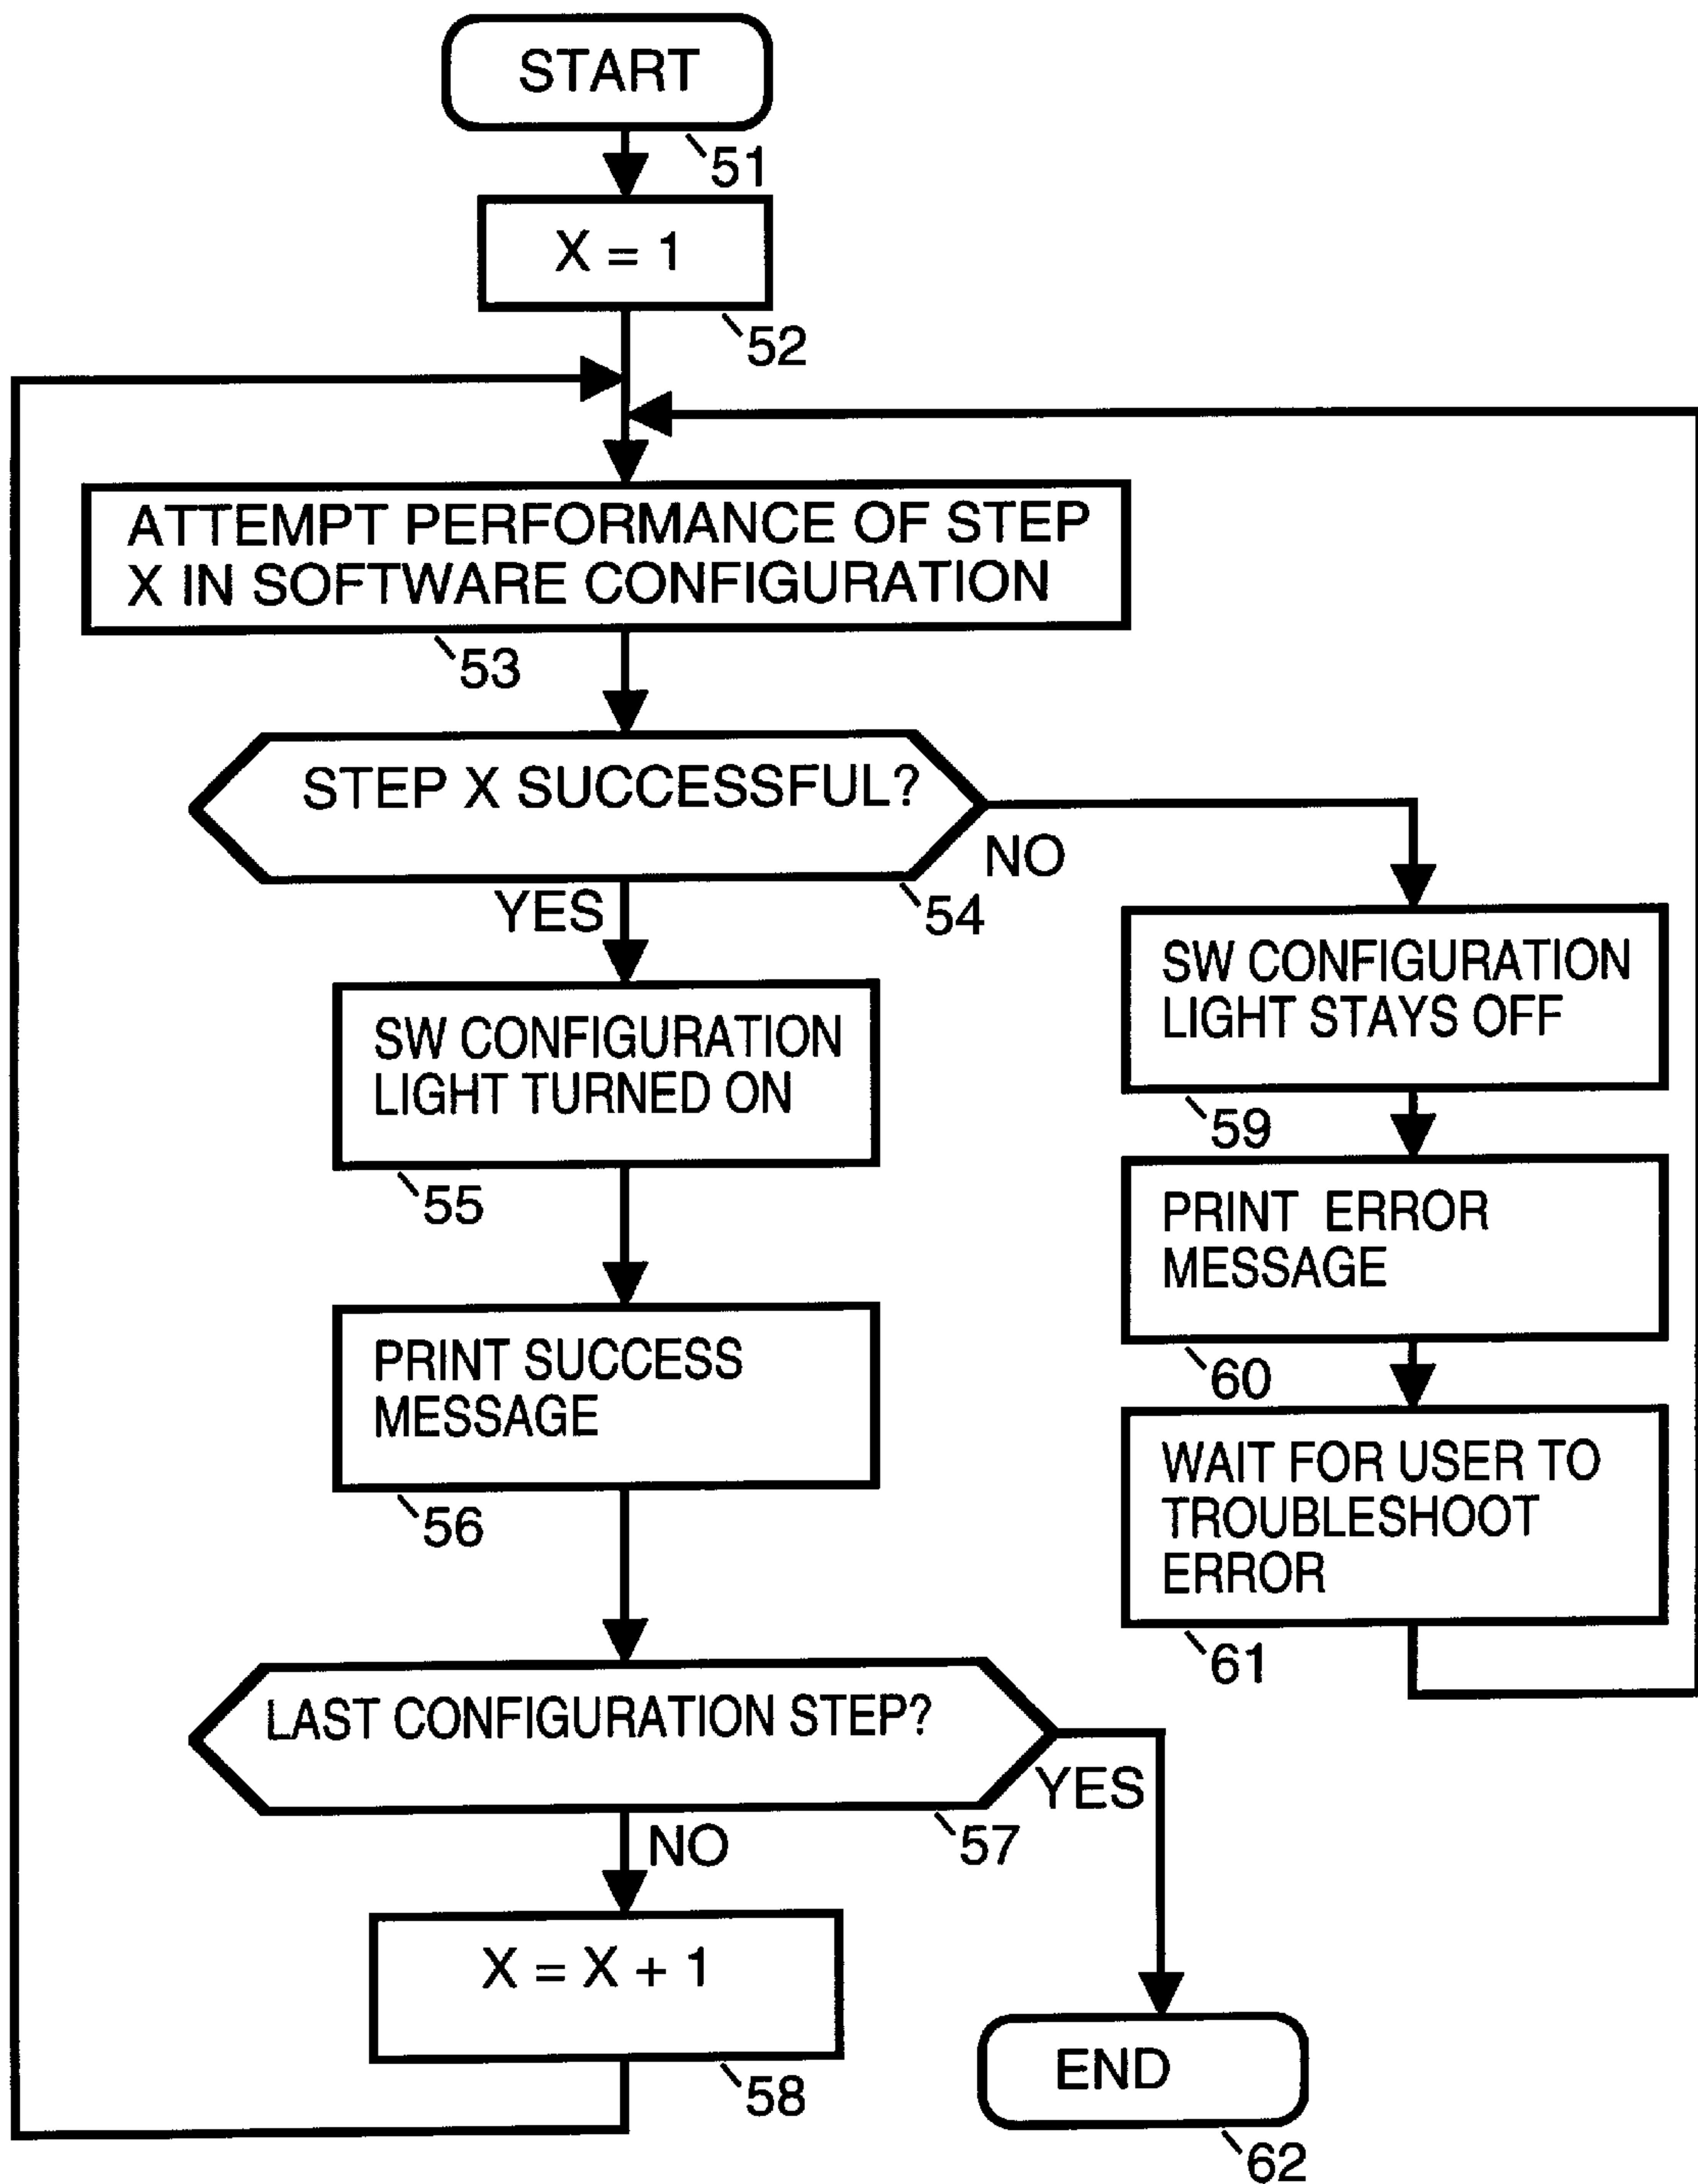 START
51
X = 1
52
ATTEMPT PERFORMANCE OF STEP
X IN SOFTWARE CONFIGURATION
53
STEP X SUCCESSFUL?
NO
YES
54
SW CONFIGURATION
LIGHT TURNED ON
55
PRINT SUCCESS
MESSAGE
56
SW CONFIGURATION
LIGHT STAYS OFF
59
PRINT ERROR
MESSAGE
60
WAIT FOR USER TO
TROUBLESHOOT
ERROR
61
LAST CONFIGURATION STEP?
YES
NO
57
X = X + 1
58
END
62